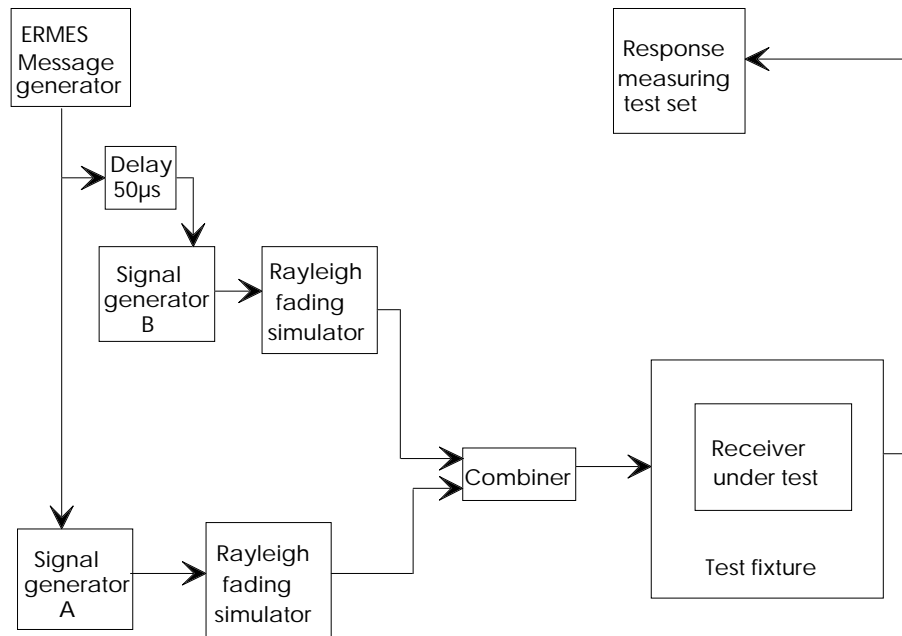 ERMES
Message
generator
Response
measuring
test set
Delay
50µs
Signal
generator
B
Rayleigh
fading
simulator
Combiner
Receiver
under test
Test fixture
Signal
generator
A
Rayleigh
fading
simulator